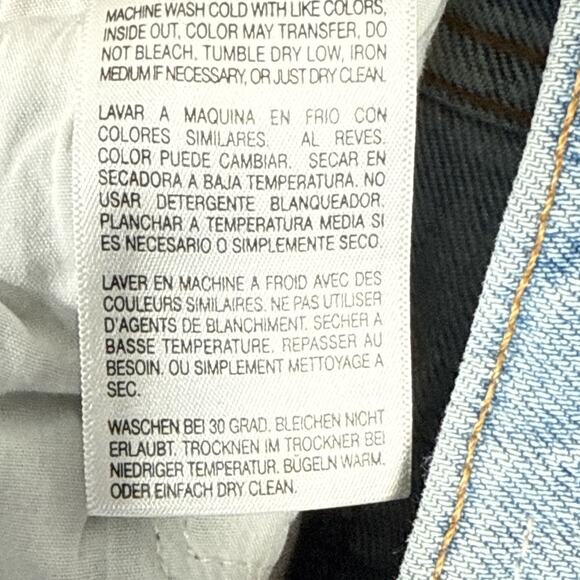 MACHINE WASH COLD WITH LIKE COLORS,
INSIDE OUT, COLOR MAY TRANSFER, DO
NOT BLEACH. TUMBLE DRY LOW, IRON
MEDIUM IF NECESSARY, OR JUST DRY CLEAN.
LAVAR A MAQUINA EN FRIO CON
COLORES SIMILARES. AL REVES.
COLOR PUEDE CAMBIAR. SECAR EN
SECADORA A BAJA TEMPERATURA. NO
USAR DETERGENTE BLANQUEADOR.
PLANCHAR A TEMPERATURA MEDIA SI
ES NECESARIO O SIMPLEMENTE SECO.
LAVER EN MACHINE A FROID AVEC DES
COULEURS SIMILAIRES. NE PAS UTILISER
D'AGENTS DE BLANCHIMENT. SECHER A
BASSE TEMPERATURE. REPASSER AU
BESOIN. OU SIMPLEMENT METTOYAGE A
SEC.
WASCHEN BEI 30 GRAD. BLEICHEN NICHT
ERLAUBT. TROCKNEN IM TROCKNER BEI
NIEDRIGER TEMPERATUR. BÜGELN WARM.
ODER EINFACH DRY CLEAN.